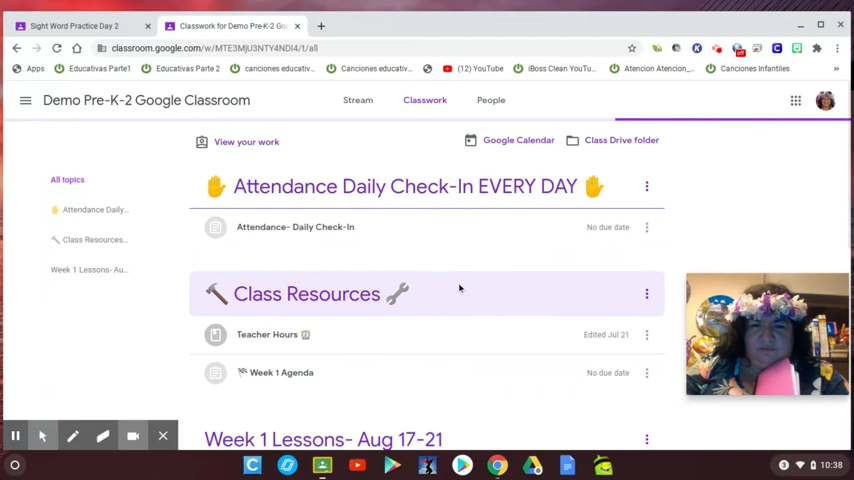 Sight Word Practice Day 2
Classwork for Demo Pre-K-2 Goo
classroom.google.com/w/MTE3MjU3NTY4NDI4/t/all
Apps Educativas Parte1 Educativas Parte 2 canciones educativ... Canciones educativ... (12) YouTube iBoss Clean YouTu... Atencion Atencion_... Canciones Infantiles »
Demo Pre-K-2 Google Classroom Stream Classwork People
View your work Google Calendar Class Drive folder
All topics
Attendance Daily...
Class Resources...
Week 1 Lessons- Au...
Attendance Daily Check-In EVERY DAY
Attendance- Daily Check-In No due date
Class Resources
Teacher Hours Edited Jul 21
Week 1 Agenda No due date
Week 1 Lessons- Aug 17-21
3 10:38